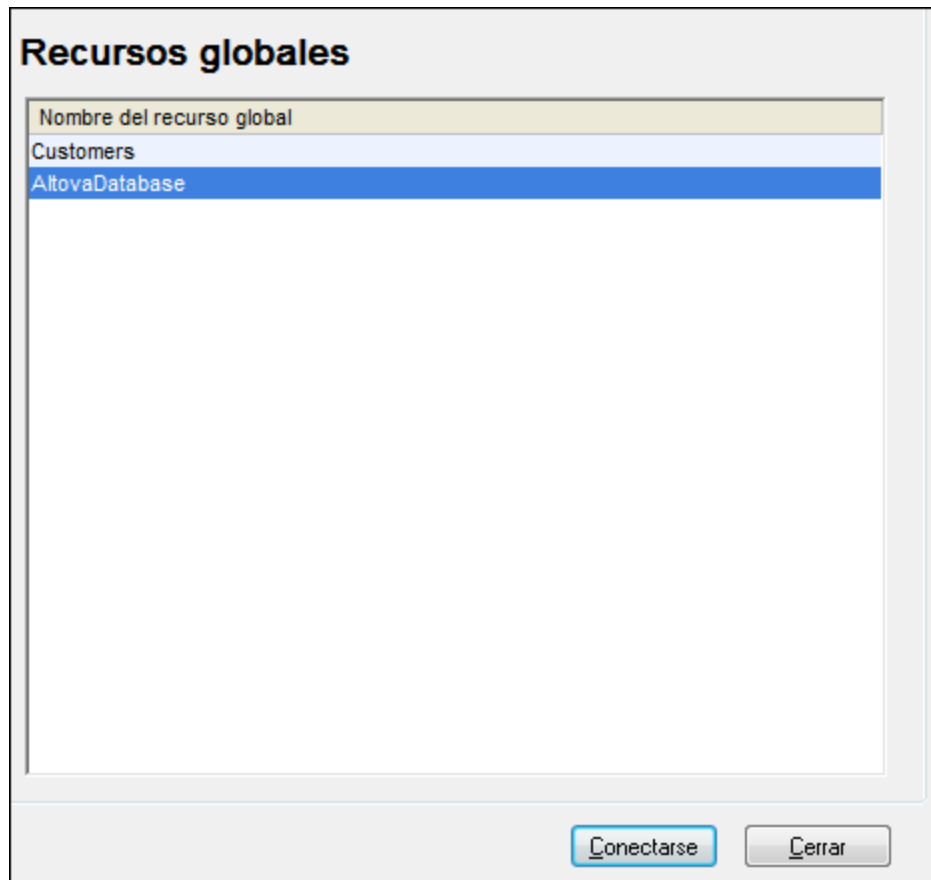 Recursos globales
Nombre del recurso global
Customers
AltovaDatabase
Conectarse
Cerrar